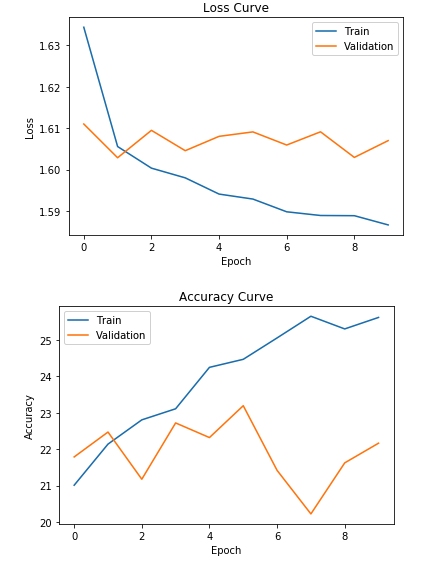 Loss Curve
Train
Validation
1.63
1.62
1.61
1.60
1.59
Loss
0 2 4 6 8
Epoch
Accuracy Curve
Train
Validation
25
24
23
22
21
20
Accuracy
0 2 4 6 8
Epoch